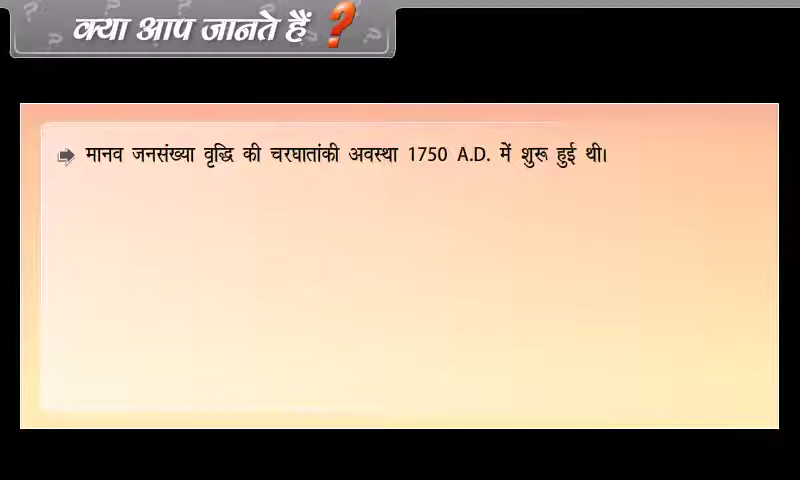 क्या आप जानते हैं ?
मानव जनसंख्या वृद्धि की चरघातांकी अवस्था 1750 A.D. में शुरू हुई थी।